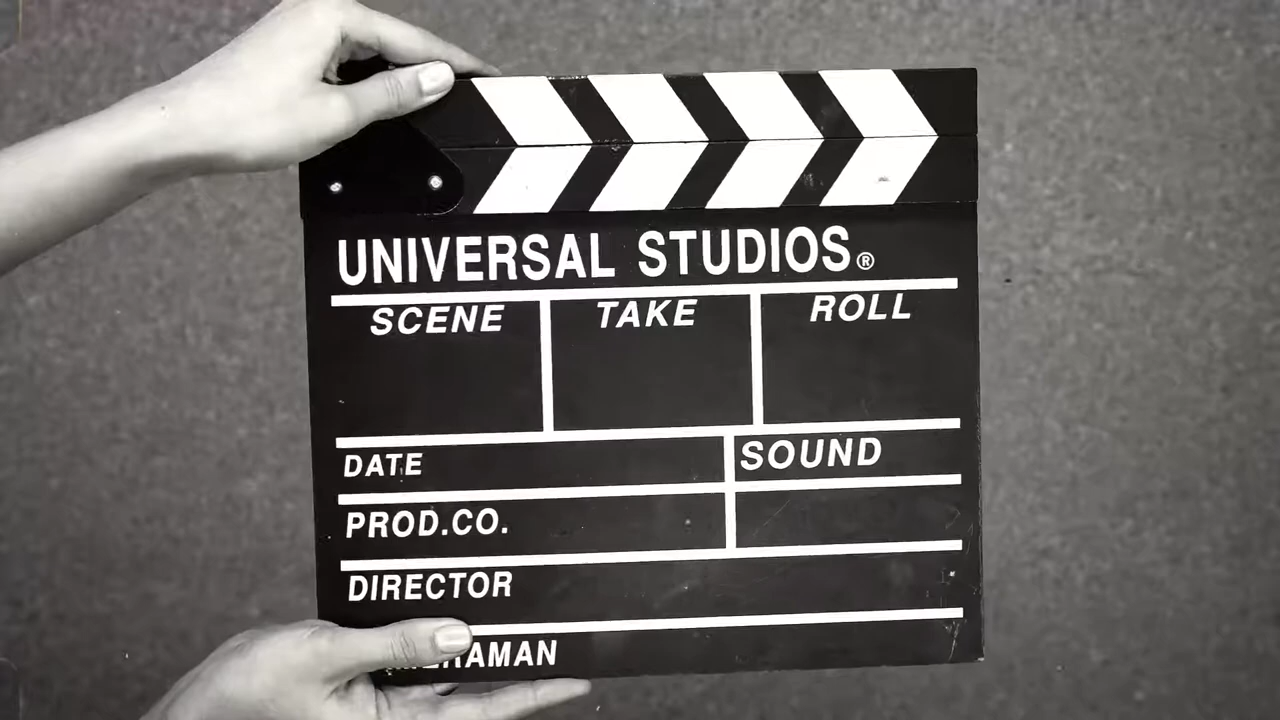 UNIVERSAL STUDIOS®
SCENE TAKE ROLL
DATE SOUND
PROD.CO.
DIRECTOR